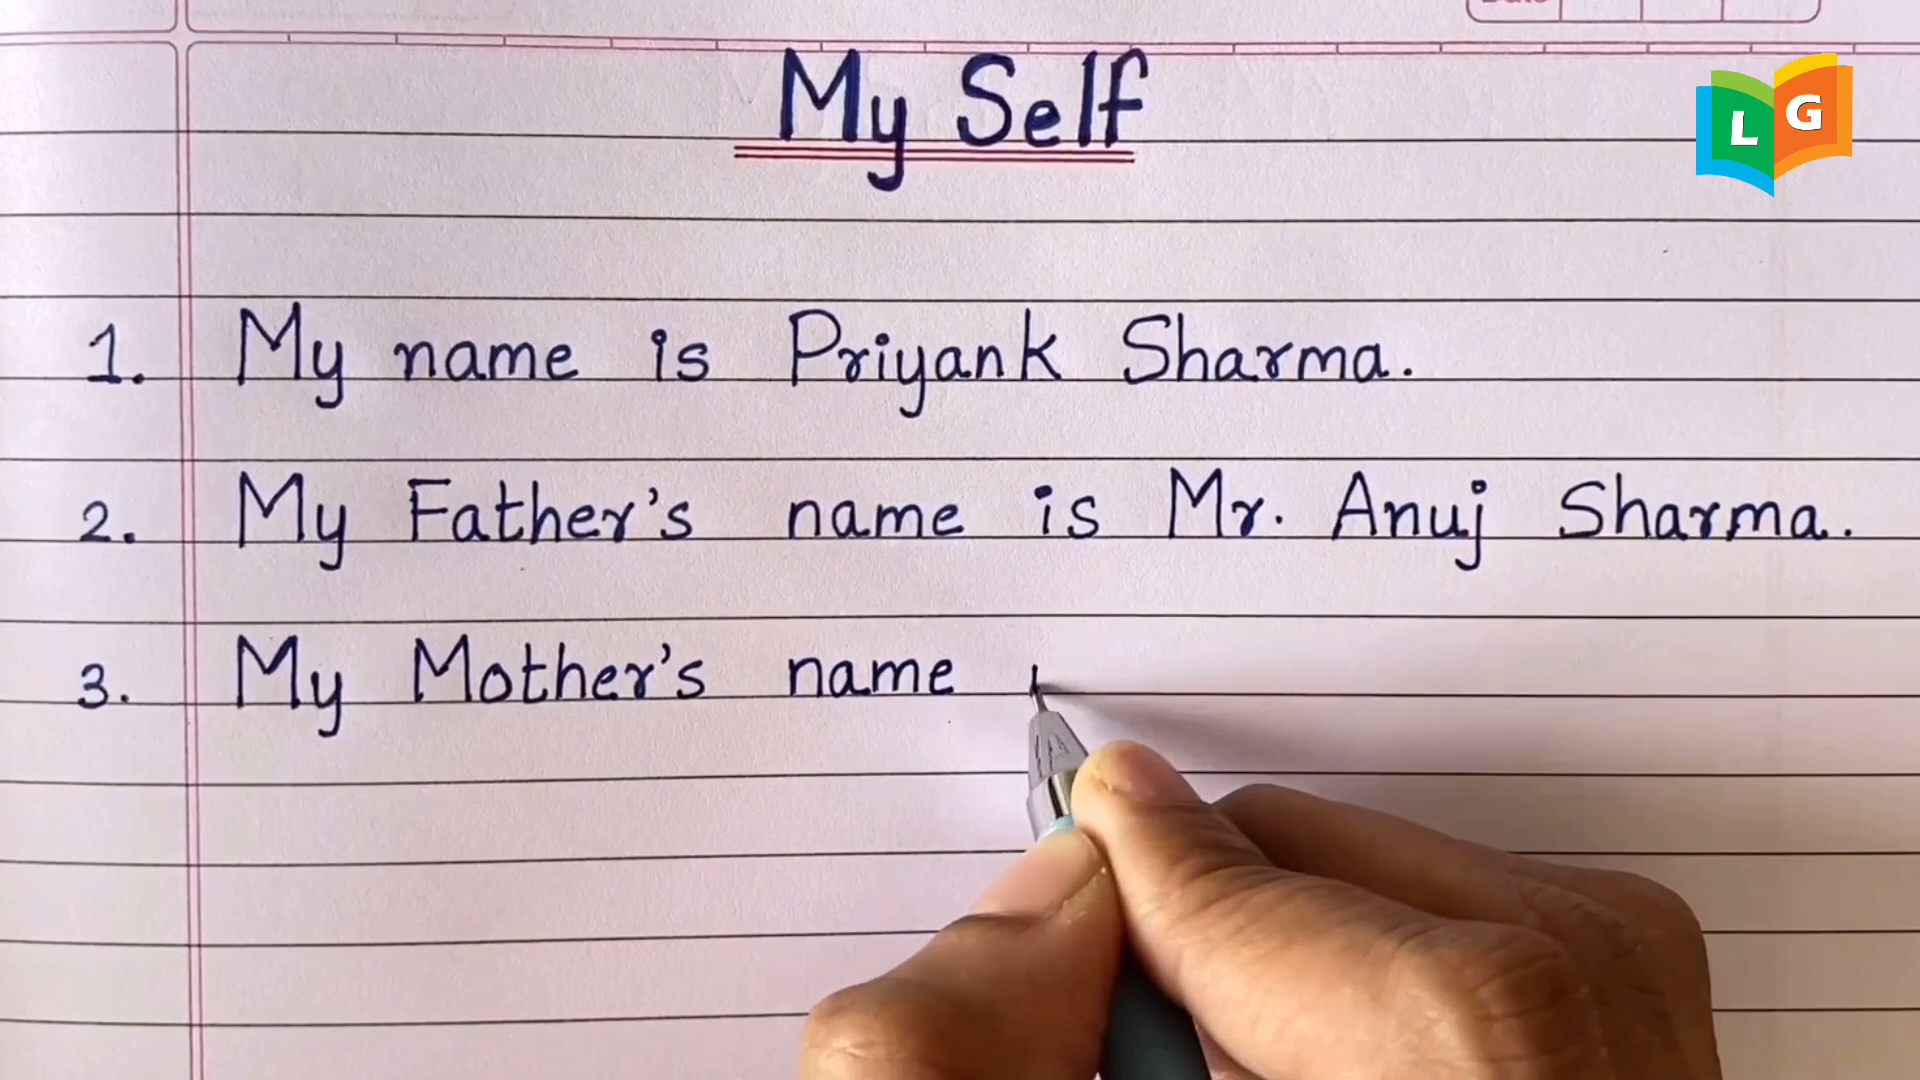 Date
My Self
L G
1. My name is Priyank Sharma.
2. My Father's name is Mr. Anuj Sharma.
3. My Mother's name